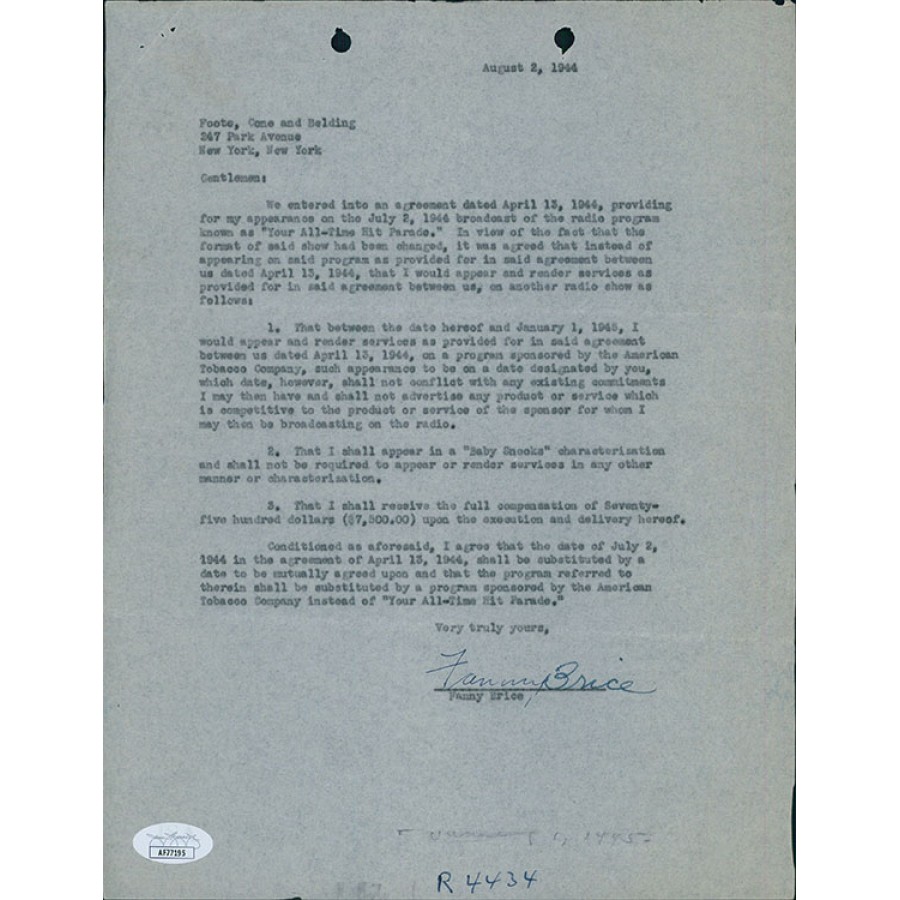 August 2, 1944
Foote, Cone and Belding
247 Park Avenue
New York, New York
Gentlemen:
We entered into an agreement dated April 13, 1944, providing
for my appearance on the July 2, 1944 broadcast of the radio program
known as "Your All-Time Hit Parade." In view of the fact that the
format of said show had been changed, it was agreed that instead of
appearing on said program as provided for in said agreement between
us dated April 13, 1944, that I would appear and render services as
provided for in said agreement between us, on another radio show as
follows:
1. That between the date hereof and January 1, 1945, I
would appear and render services as provided for in said agreement
between us dated April 13, 1944, on a program sponsored by the American
Tobacco Company, such appearance to be on a date designated by you,
which date, however, shall not conflict with any existing commitments
I may then have and shall not advertise any product or service which
is competitive to the product or service of the sponsor for whom I
may then be broadcasting on the radio.
2. That I shall appear in a "Baby Snooks" characterization
and shall not be required to appear or render services in any other
manner or characterization.
3. That I shall receive the full compensation of Seventy-
five hundred dollars ($7,500.00) upon the execution and delivery hereof.
Conditioned as aforesaid, I agree that the date of July 2,
1944 in the agreement of April 13, 1944, shall be substituted by a
date to be mutually agreed upon and that the program referred to
therein shall be substituted by a program sponsored by the American
Tobacco Company instead of "Your All-Time Hit Parade."
Very truly yours,
Fanny Brice
Fanny Brice
1, 1945
AF77195
R 4434